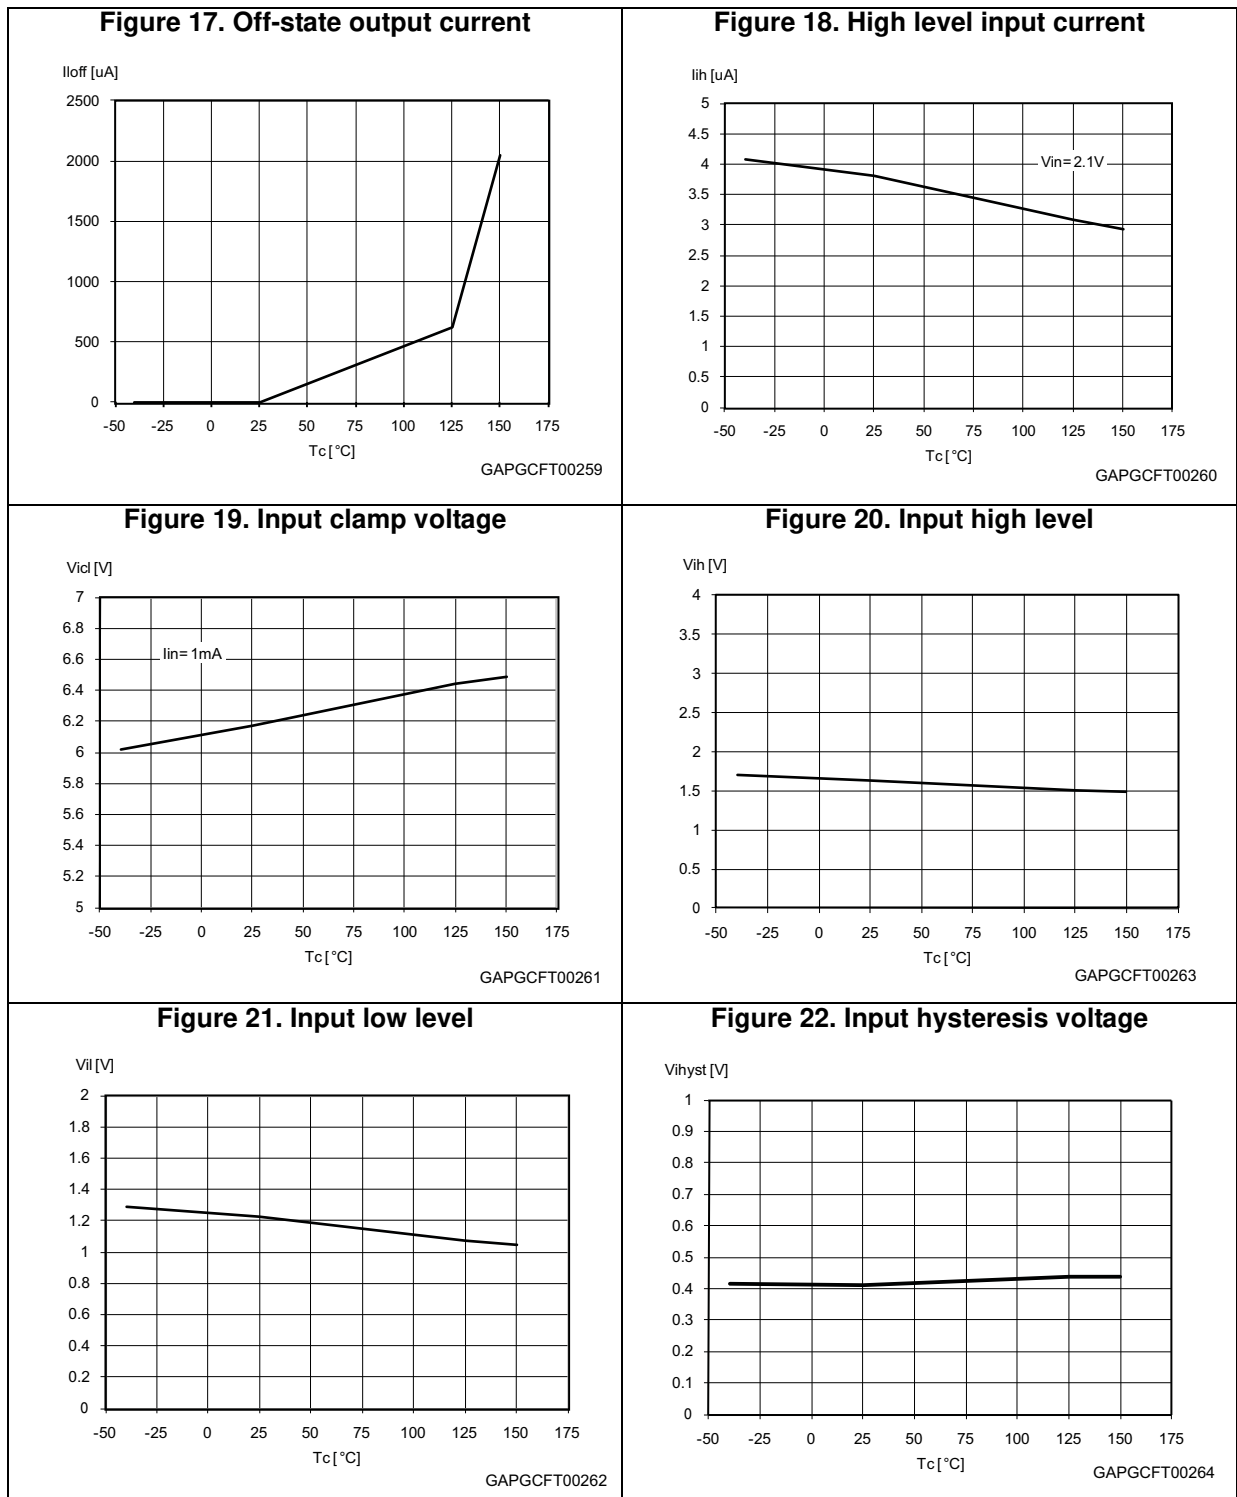 Figure 17. Off-state output current
Iloff [uA]
2500
2000
1500
1000
500
0
-50 -25 0 25 50 75 100 125 150 175
Tc [°C]
GAPGCFT00259
Figure 18. High level input current
Iih [uA]
5
4.5
4
3.5
3
2.5
2
1.5
1
0.5
0
Vin= 2.1V
-50 -25 0 25 50 75 100 125 150 175
Tc [°C]
GAPGCFT00260
Figure 19. Input clamp voltage
Vicl [V]
7
6.8
6.6
6.4
6.2
6
5.8
5.6
5.4
5.2
5
Iin= 1mA
-50 -25 0 25 50 75 100 125 150 175
Tc [°C]
GAPGCFT00261
Figure 20. Input high level
Vih [V]
4
3.5
3
2.5
2
1.5
1
0.5
0
-50 -25 0 25 50 75 100 125 150 175
Tc [°C]
GAPGCFT00263
Figure 21. Input low level
Vil [V]
2
1.8
1.6
1.4
1.2
1
0.8
0.6
0.4
0.2
0
-50 -25 0 25 50 75 100 125 150 175
Tc [°C]
GAPGCFT00262
Figure 22. Input hysteresis voltage
Vihyst [V]
1
0.9
0.8
0.7
0.6
0.5
0.4
0.3
0.2
0.1
0
-50 -25 0 25 50 75 100 125 150 175
Tc [°C]
GAPGCFT00264